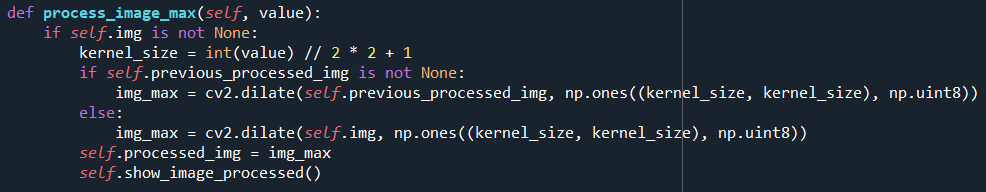 def process_image_max(self, value):
    if self.img is not None:
        kernel_size = int(value) // 2 * 2 + 1
        if self.previous_processed_img is not None:
            img_max = cv2.dilate(self.previous_processed_img, np.ones((kernel_size, kernel_size), np.uint8))
        else:
            img_max = cv2.dilate(self.img, np.ones((kernel_size, kernel_size), np.uint8))
        self.processed_img = img_max
        self.show_image_processed()